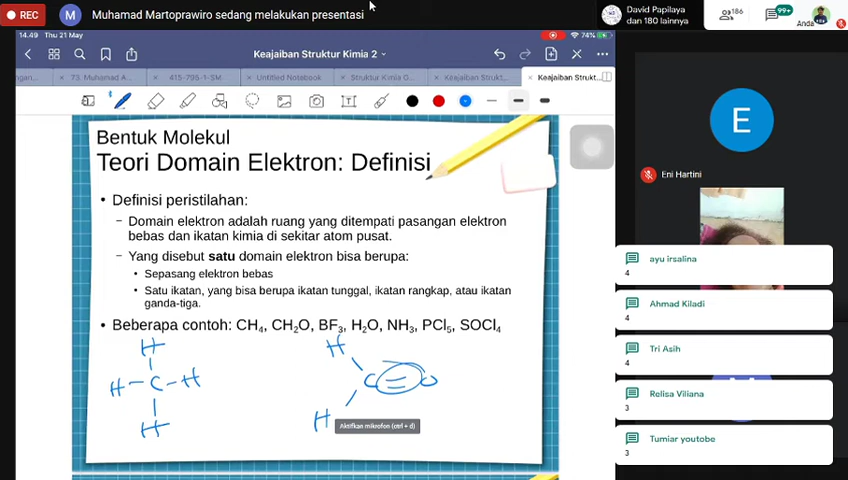 REC
M
Muhamad Martoprawiro sedang melakukan presentasi
David Papilaya
dan 180 lainnya
186
99+
Anda
14.49 Thu 21 May
74%
Keajaiban Struktur Kimia 2
73. Muhamad A...
415-795-1-SM
Untitled Notebook
Struktur Kimia O...
Keajaiban Strukt...
Keajaiban Strukt...
Bentuk Molekul
Teori Domain Elektron: Definisi
• Definisi peristilahan:
– Domain elektron adalah ruang yang ditempati pasangan elektron
bebas dan ikatan kimia di sekitar atom pusat.
– Yang disebut satu domain elektron bisa berupa:
• Sepasang elektron bebas
• Satu ikatan, yang bisa berupa ikatan tunggal, ikatan rangkap, atau ikatan
ganda-tiga.
• Beberapa contoh: CH₄, CH₂O, BF₃, H₂O, NH₃, PCl₅, SOCl₄
H
H – C – H
H
H
C = O
H
Aktifkan mikrofon (ctrl + d)
E
Eni Hartini
ayu irsalina
4
Ahmad Kiladi
4
Tri Asih
4
Relisa Viliana
3
Tumiar youtobe
3